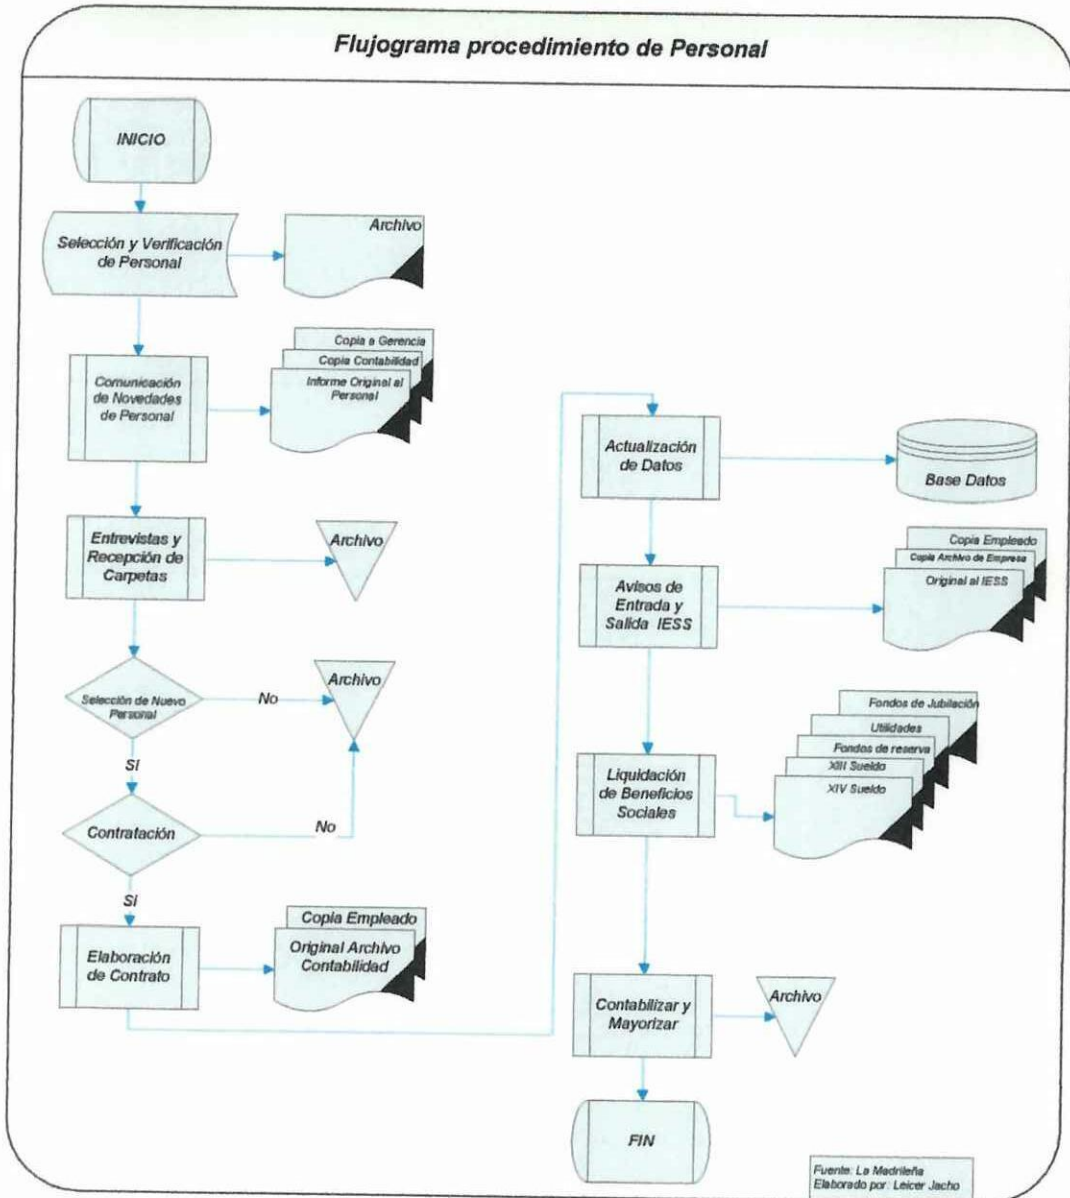 Flujograma procedimiento de Personal
INICIO
Selección y Verificación
de Personal
Archivo
Comunicación
de Novedades
de Personal
Copia a Gerencia
Copia Contabilidad
Informe Original al
Personal
Entrevistas y
Recepción de
Carpetas
Archivo
Selección de Nuevo
Personal
No
Archivo
SI
Contratación
No
SI
Elaboración
de Contrato
Copia Empleado
Original Archivo
Contabilidad
Actualización
de Datos
Base Datos
Avisos de
Entrada y
Salida IESS
Copia Empleado
Copia Archivo de Empresa
Original al IESS
Liquidación
de Beneficios
Sociales
Fondos de Jubilación
Utilidades
Fondos de reserva
XIII Sueldo
XIV Sueldo
Contabilizar y
Mayorizar
Archivo
FIN
Fuente: La Madrileña
Elaborado por: Leicer Jacho